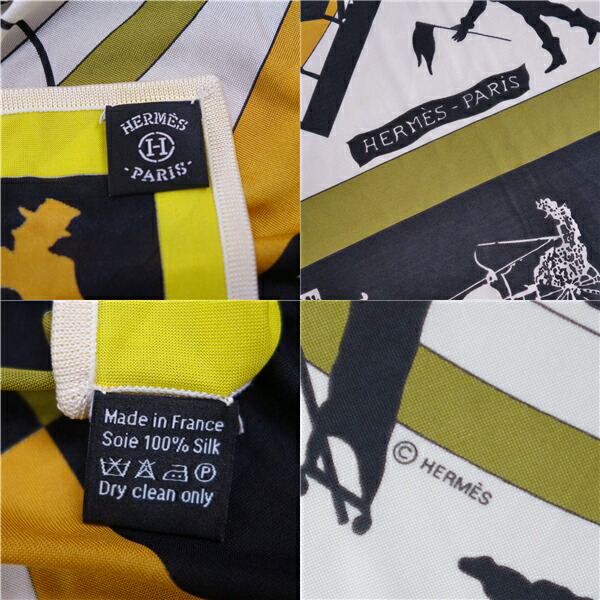 HERMÈS
H
-PARIS-
HERMÈS-PARIS
Made in France
Soie 100% Silk
P
Dry clean only
© HERMÈS